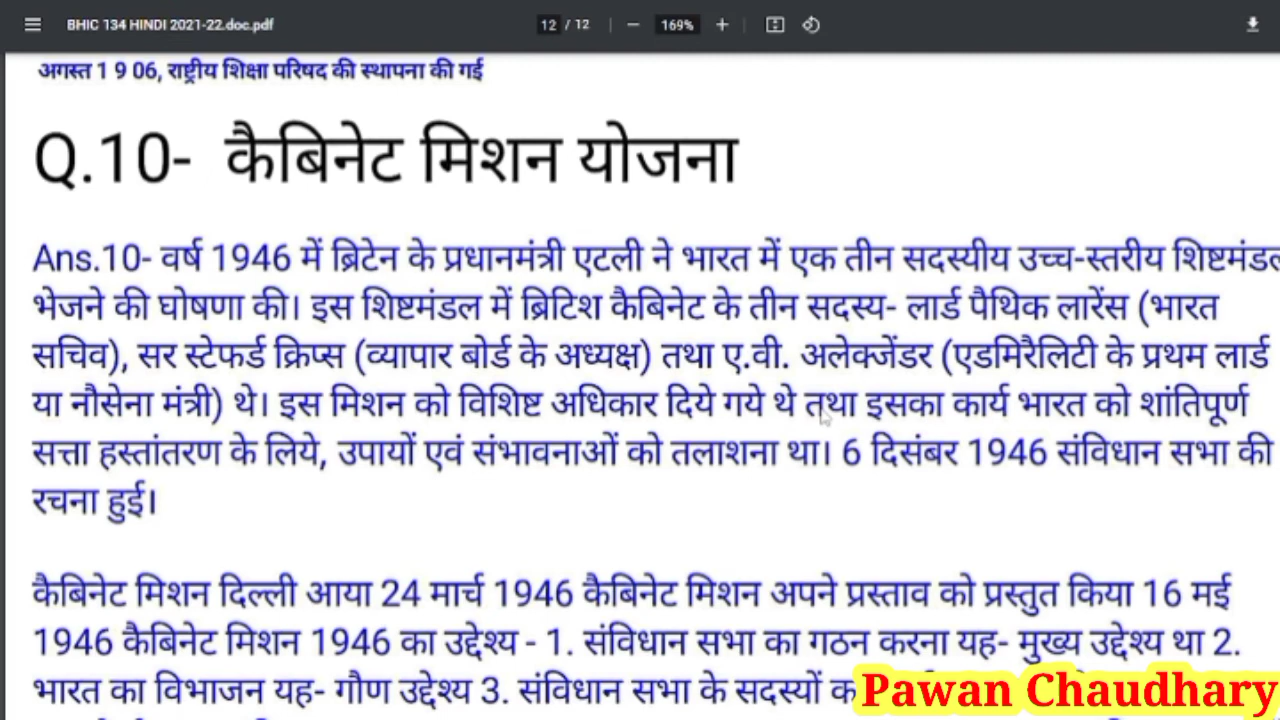 BHIC 134 HINDI 2021-22.doc.pdf 12 / 12 169%
अगस्त 1 9 06, राष्ट्रीय शिक्षा परिषद की स्थापना की गई
Q.10- कैबिनेट मिशन योजना
Ans.10- वर्ष 1946 में ब्रिटेन के प्रधानमंत्री एटली ने भारत में एक तीन सदस्यीय उच्च-स्तरीय शिष्टमंडल
भेजने की घोषणा की। इस शिष्टमंडल में ब्रिटिश कैबिनेट के तीन सदस्य- लार्ड पैथिक लारेंस (भारत
सचिव), सर स्टेफर्ड क्रिप्स (व्यापार बोर्ड के अध्यक्ष) तथा ए.वी. अलेक्जेंडर (एडमिरैलिटी के प्रथम लार्ड
या नौसेना मंत्री) थे। इस मिशन को विशिष्ट अधिकार दिये गये थे तथा इसका कार्य भारत को शांतिपूर्ण
सत्ता हस्तांतरण के लिये, उपायों एवं संभावनाओं को तलाशना था। 6 दिसंबर 1946 संविधान सभा की
रचना हुई।
कैबिनेट मिशन दिल्ली आया 24 मार्च 1946 कैबिनेट मिशन अपने प्रस्ताव को प्रस्तुत किया 16 मई
1946 कैबिनेट मिशन 1946 का उद्देश्य - 1. संविधान सभा का गठन करना यह- मुख्य उद्देश्य था 2.
भारत का विभाजन यह- गौण उद्देश्य 3. संविधान सभा के सदस्यों
Pawan Chaudhary